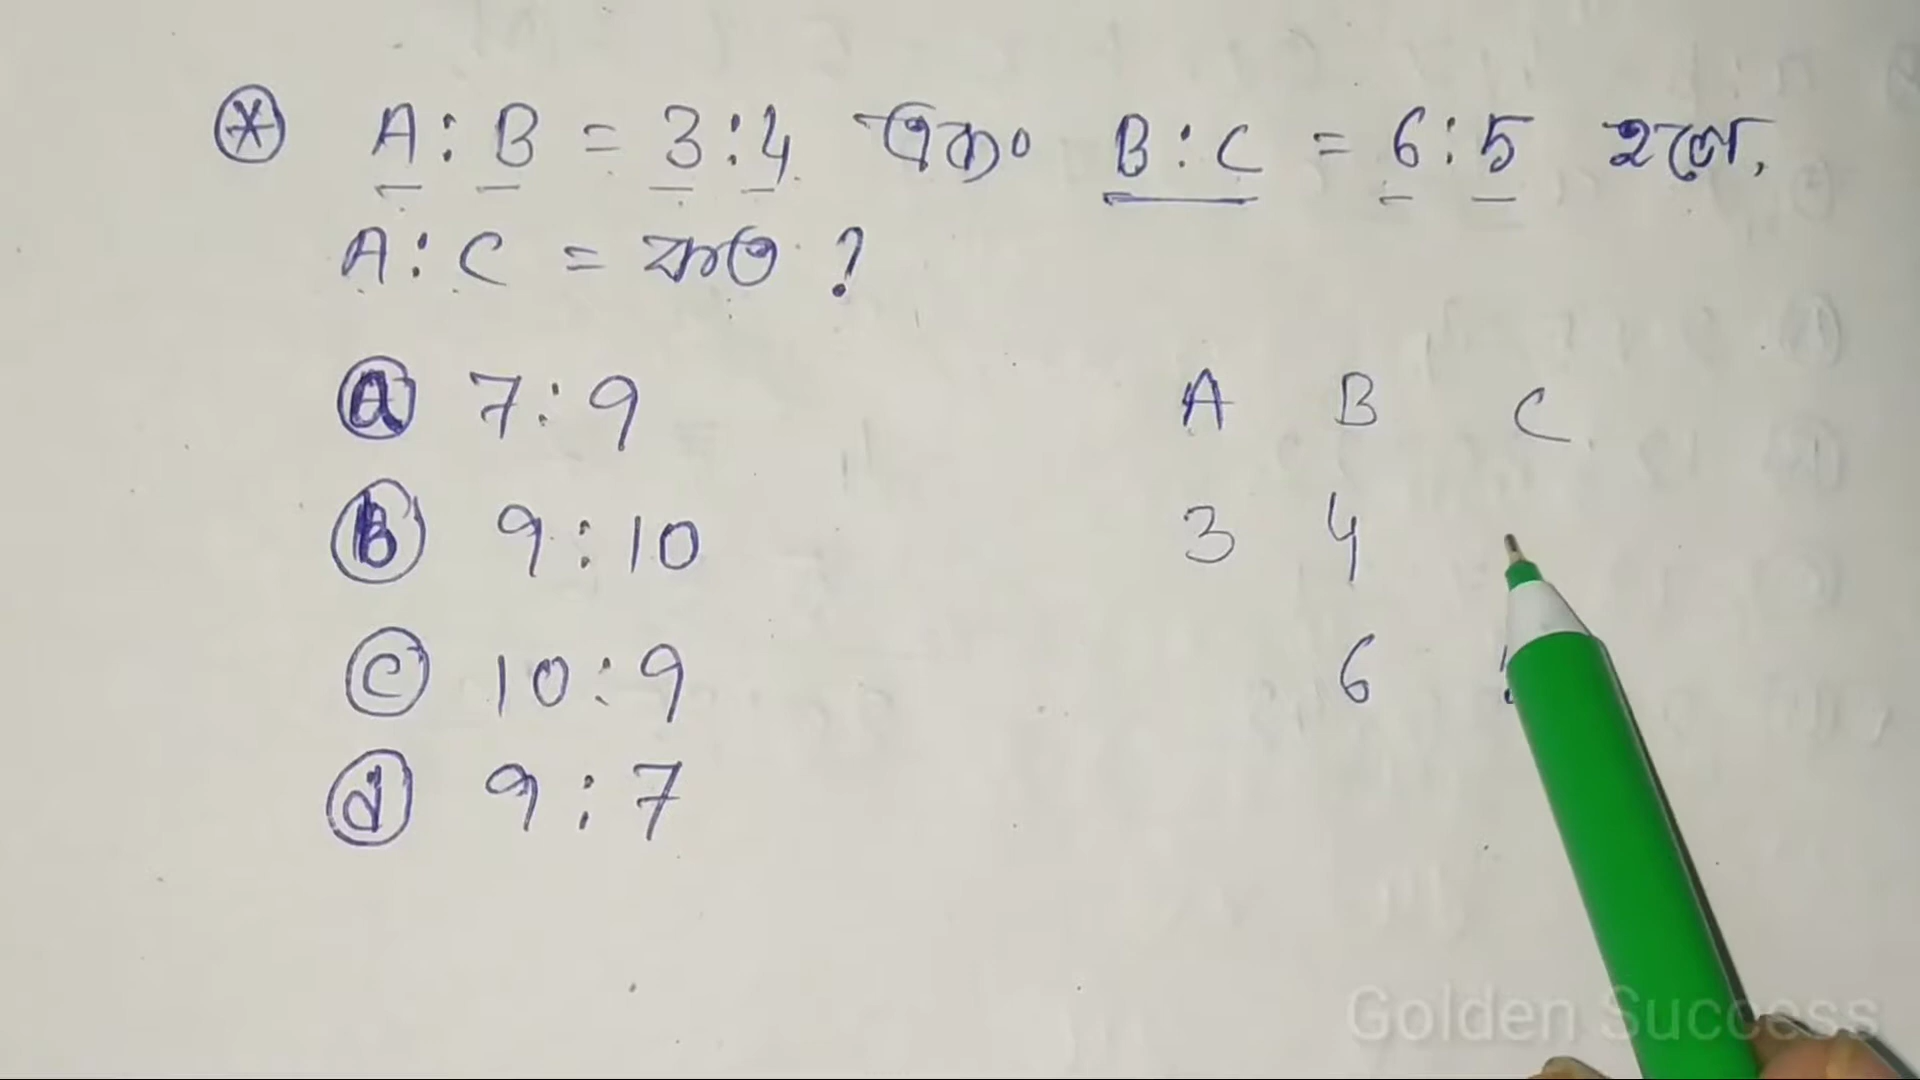 * A : B = 3 : 4 এবং B : C = 6 : 5 হলে,
A : C = কত ?
a 7 : 9
b 9 : 10
c 10 : 9
d 9 : 7
A B C
3 4
6
Golden Success